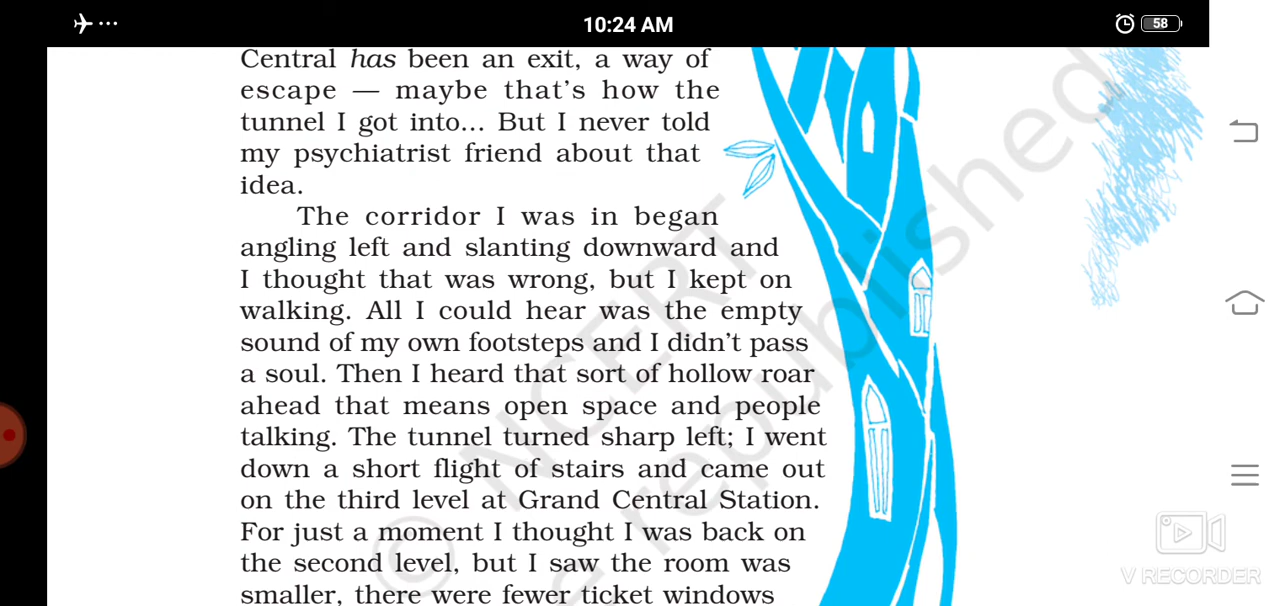 10:24 AM
58
Central has been an exit, a way of
escape — maybe that's how the
tunnel I got into... But I never told
my psychiatrist friend about that
idea.
The corridor I was in began
angling left and slanting downward and
I thought that was wrong, but I kept on
walking. All I could hear was the empty
sound of my own footsteps and I didn't pass
a soul. Then I heard that sort of hollow roar
ahead that means open space and people
talking. The tunnel turned sharp left; I went
down a short flight of stairs and came out
on the third level at Grand Central Station.
For just a moment I thought I was back on
the second level, but I saw the room was
smaller, there were fewer ticket windows
© NCERT
republished
V RECORDER